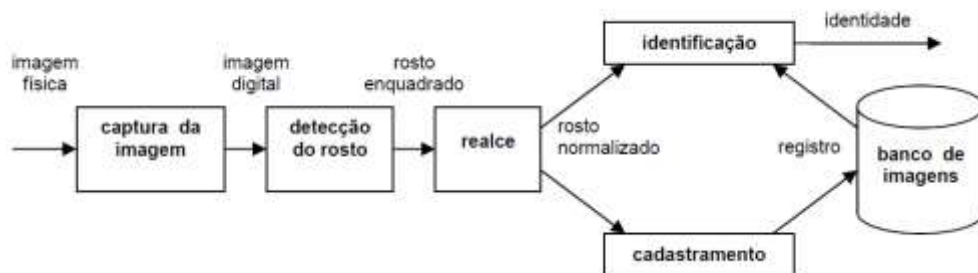 imagem
física
captura da
imagem
imagem
digital
detecção
do rosto
rosto
enquadrado
realce
rosto
normalizado
identificação
identidade
cadastramento
registro
banco de
imagens